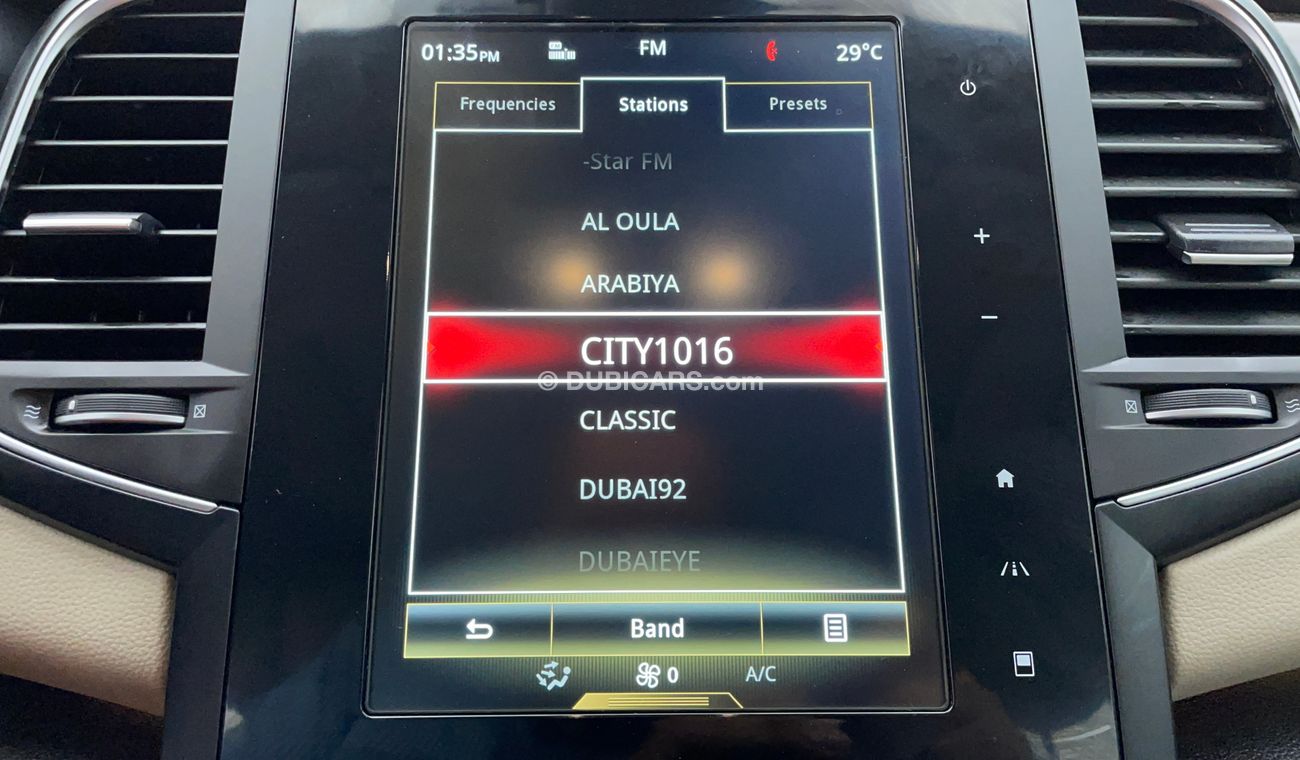 01:35PM FM 29°C
Frequencies Stations Presets
-Star FM
AL OULA
ARABIYA
CITY1016
© DUBICARS.com
CLASSIC
DUBAI92
DUBAIEYE
Band
0 A/C